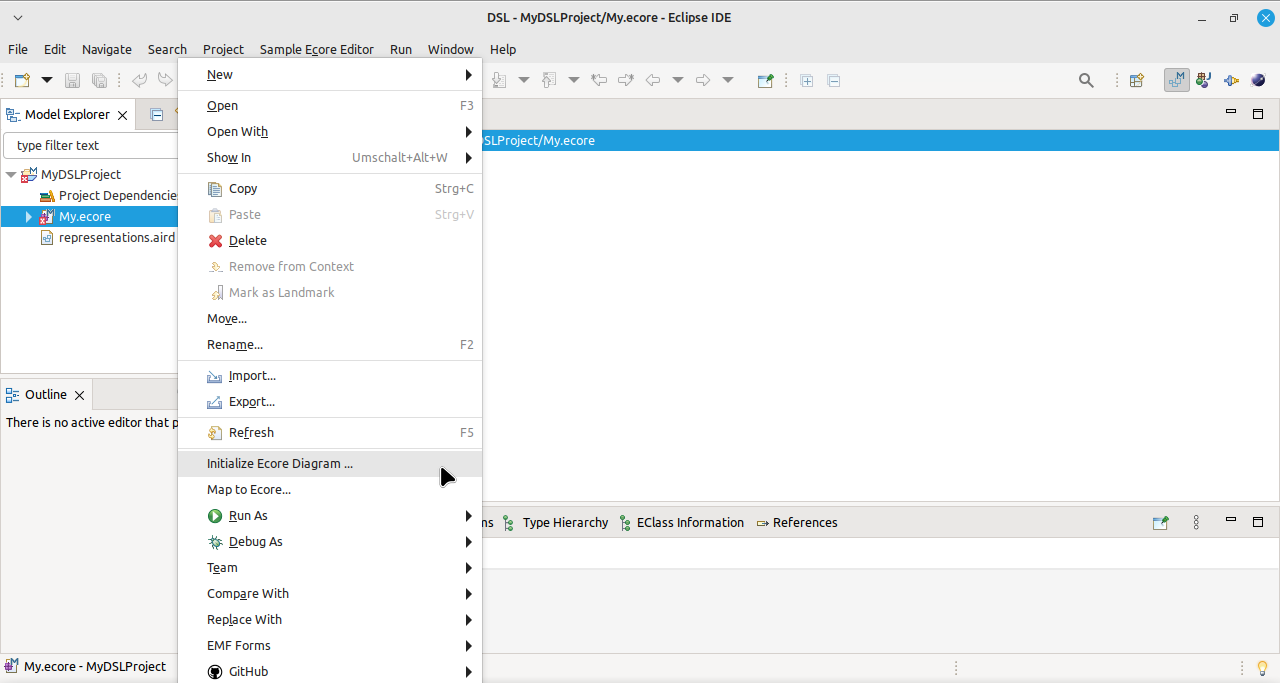 DSL - MyDSLProject/My.ecore - Eclipse IDE
File Edit Navigate Search Project Sample Ecore Editor Run Window Help
Model Explorer
type filter text
MyDSLProject
Project Dependencie
My.ecore
representations.aird
Outline
There is no active editor that p
New
Open F3
Open With
Show In Umschalt+Alt+W
Copy Strg+C
Paste Strg+V
Delete
Remove from Context
Mark as Landmark
Move...
Rename... F2
Import...
Export...
Refresh F5
Initialize Ecore Diagram ...
Map to Ecore...
Run As
Debug As
Team
Compare With
Replace With
EMF Forms
GitHub
DSLProject/My.ecore
ns Type Hierarchy EClass Information References
My.ecore - MyDSLProject